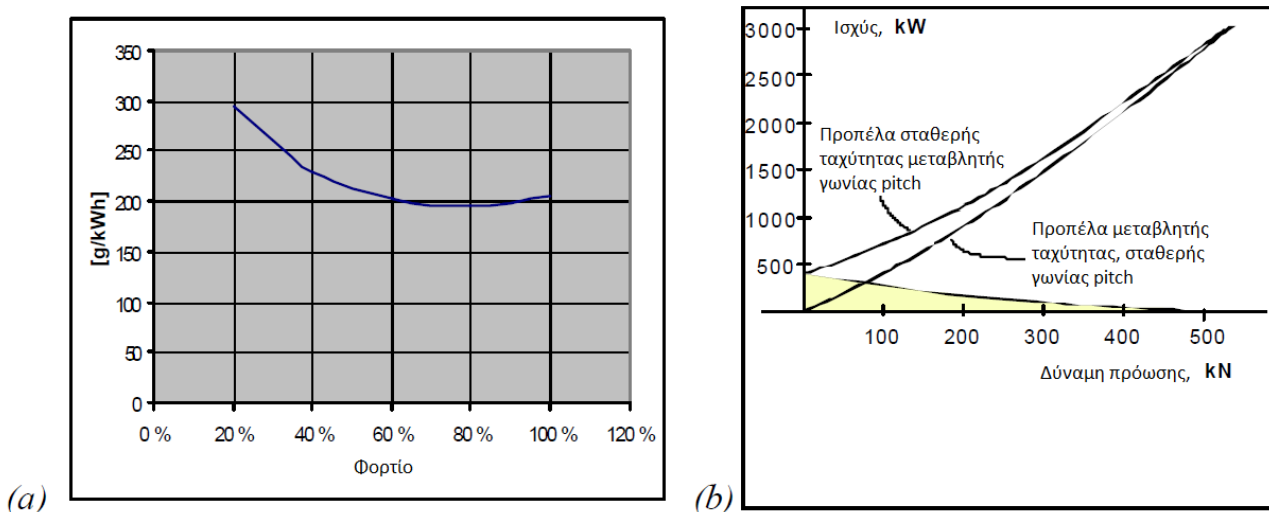 350
300
250
200
150
100
50
0
[g/kWh]
0 %
20 %
40 %
60 %
80 %
100 %
120 %
Φορτίο
(a)
Ισχύς, kW
3000
2500
2000
1500
1000
500
Προπέλα σταθερής
ταχύτητας μεταβλητής
γωνίας pitch
Προπέλα μεταβλητής
ταχύτητας, σταθερής
γωνίας pitch
100
200
300
400
500
Δύναμη πρόωσης, kN
(b)